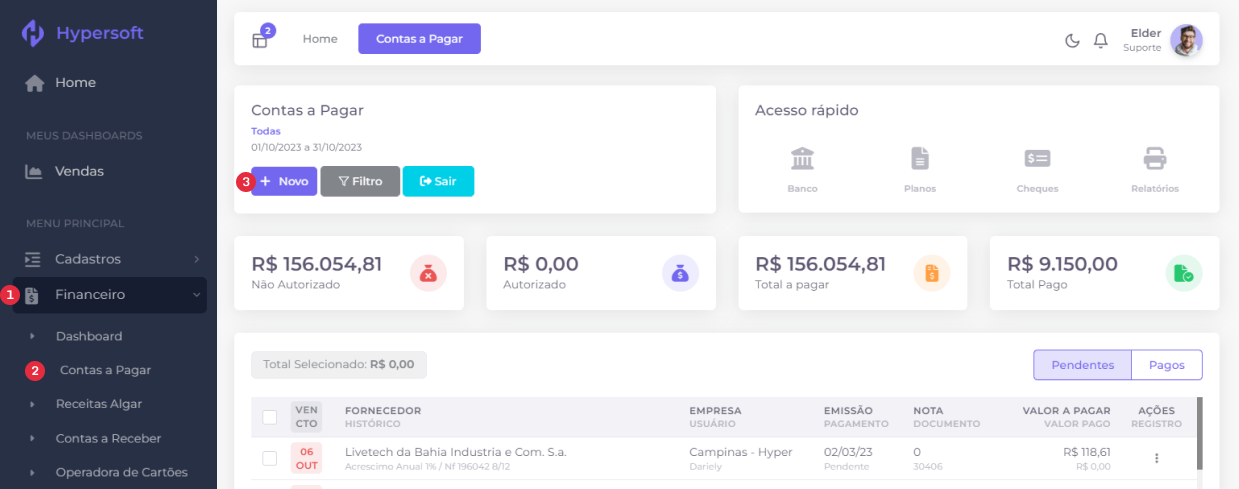 Hypersoft
Home
MEUS DASHBOARDS
Vendas
MENU PRINCIPAL
Cadastros
1 Financeiro
Dashboard
2 Contas a Pagar
Receitas Algar
Contas a Receber
Operadora de Cartões
2
Home
Contas a Pagar
Elder
Suporte
Contas a Pagar
Todas
01/10/2023 a 31/10/2023
3 + Novo
Filtro
Sair
Acesso rápido
Banco
Planos
Cheques
Relatórios
R$ 156.054,81
Não Autorizado
R$ 0,00
Autorizado
R$ 156.054,81
Total a pagar
R$ 9.150,00
Total Pago
Total Selecionado: R$ 0,00
Pendentes
Pagos
VEN
CTO
FORNECEDOR
HISTÓRICO
EMPRESA
USUÁRIO
EMISSÃO
PAGAMENTO
NOTA
DOCUMENTO
VALOR A PAGAR
VALOR PAGO
AÇÕES
REGISTRO
06
OUT
Livetech da Bahia Industria e Com. S.a.
Acrescimo Anual 1% / Nf 196042 8/12
Campinas - Hyper
Dariely
02/03/23
Pendente
0
30406
R$ 118,61
R$ 0,00